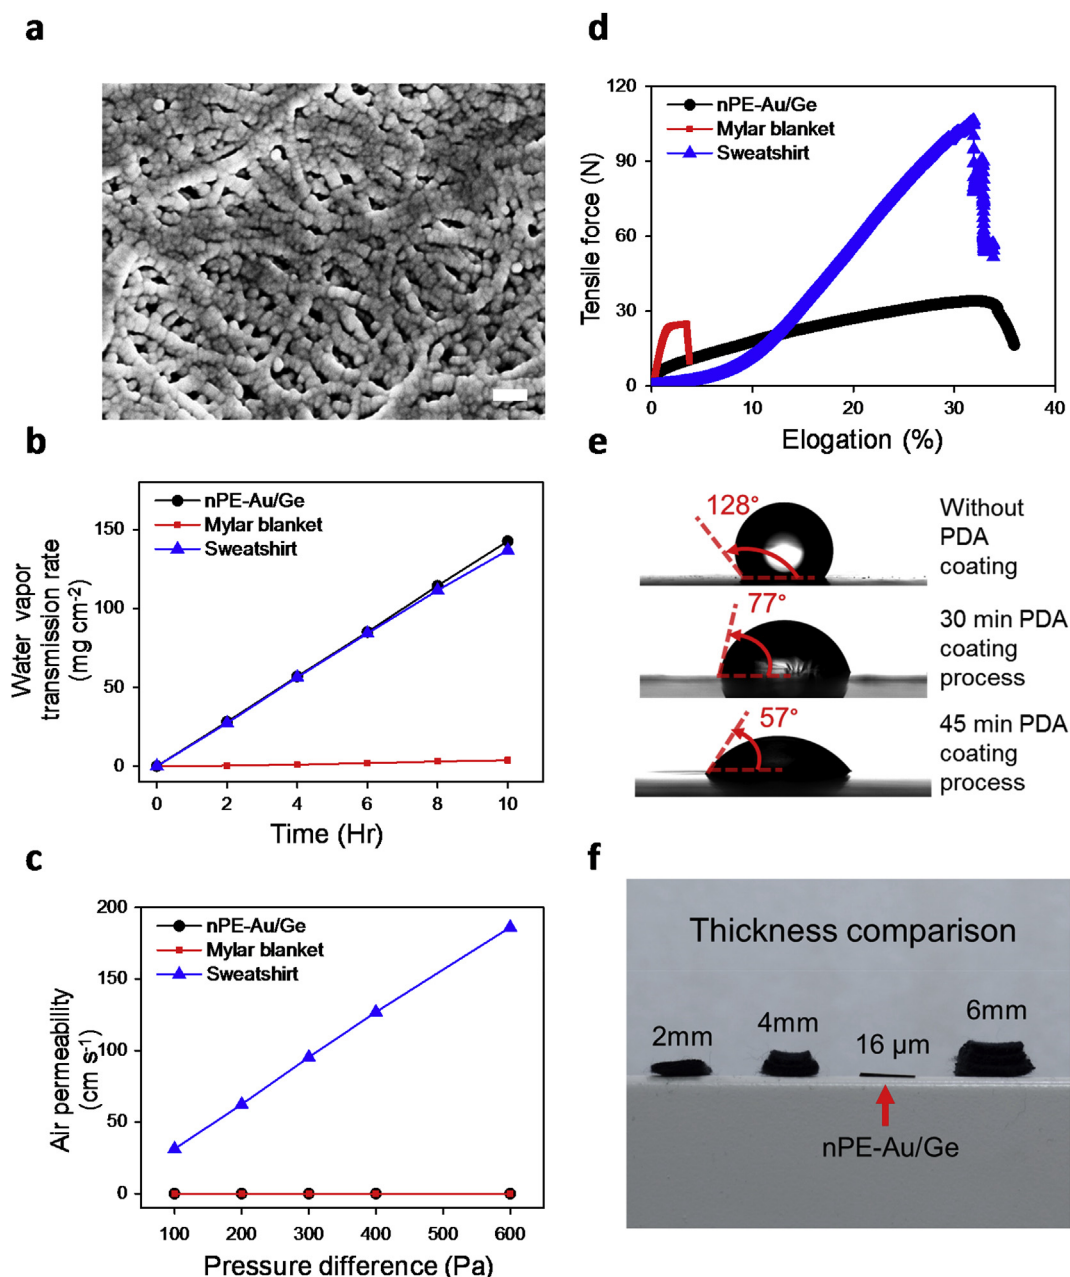 a
b
nPE-Au/Ge
Mylar blanket
Sweatshirt
150
100
50
0
Water vapor
transmission rate
(mg cm-2)
0 2 4 6 8 10
Time (Hr)
c
nPE-Au/Ge
Mylar blanket
Sweatshirt
200
150
100
50
0
Air permeability
(cm s-1)
100 200 300 400 500 600
Pressure difference (Pa)
d
nPE-Au/Ge
Mylar blanket
Sweatshirt
120
90
60
30
0
Tensile force (N)
0 10 20 30 40
Elogation (%)
e
128°
Without
PDA
coating
77°
30 min PDA
coating
process
57°
45 min PDA
coating
process
f
Thickness comparison
2mm
4mm
16 μm
6mm
nPE-Au/Ge